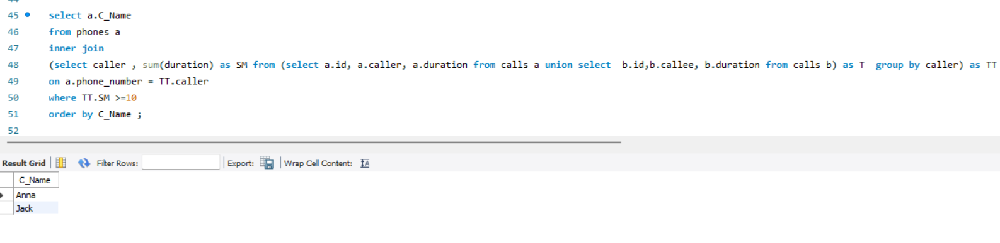 45 select a.C_Name
46 from phones a
47 inner join
48 (select caller , sum(duration) as SM from (select a.id, a.caller, a.duration from calls a union select  b.id,b.callee, b.duration from calls b) as T  group by caller) as TT
49 on a.phone_number = TT.caller
50 where TT.SM >=10
51 order by C_Name ;
52
Result Grid Filter Rows: Export: Wrap Cell Content: IA
C_Name
Anna
Jack